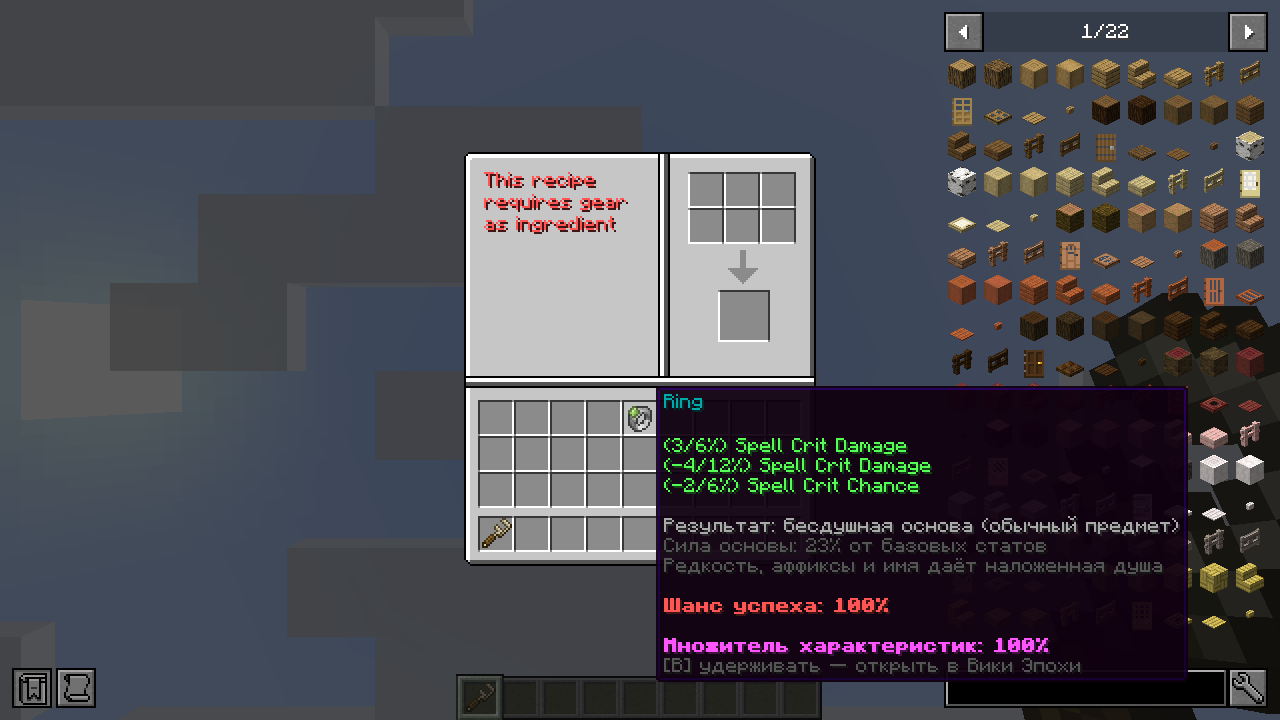 1/22
This recipe
requires gear
as ingredient
Ring
(3/6%) Spell Crit Damage
(-4/12%) Spell Crit Damage
(-2/6%) Spell Crit Chance
Результат: бесдушная основа (обычный предмет)
Сила основы: 23% от базовых статов
Редкость, аффиксы и имя даёт наложенная душа
Шанс успеха: 100%
Множитель характеристик: 100%
[B] удерживать — открыть в Вики Эпохи